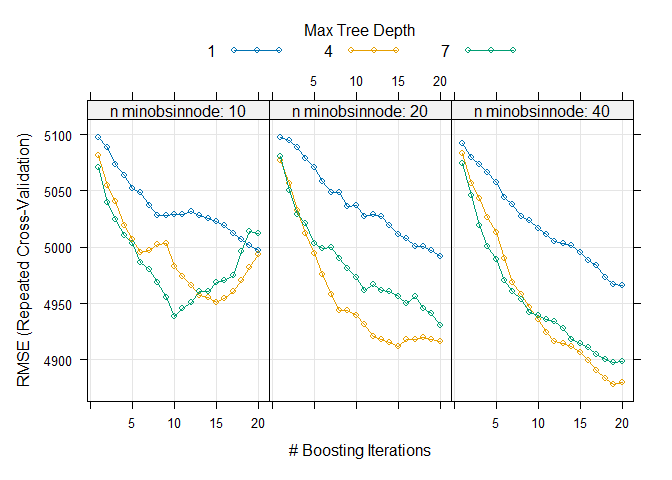 Max Tree Depth
1 4 7
5 10 15 20
n minobsinnode: 10 n minobsinnode: 20 n minobsinnode: 40
5100
5050
5000
4950
4900
RMSE (Repeated Cross-Validation)
5 10 15 20 5 10 15 20
# Boosting Iterations